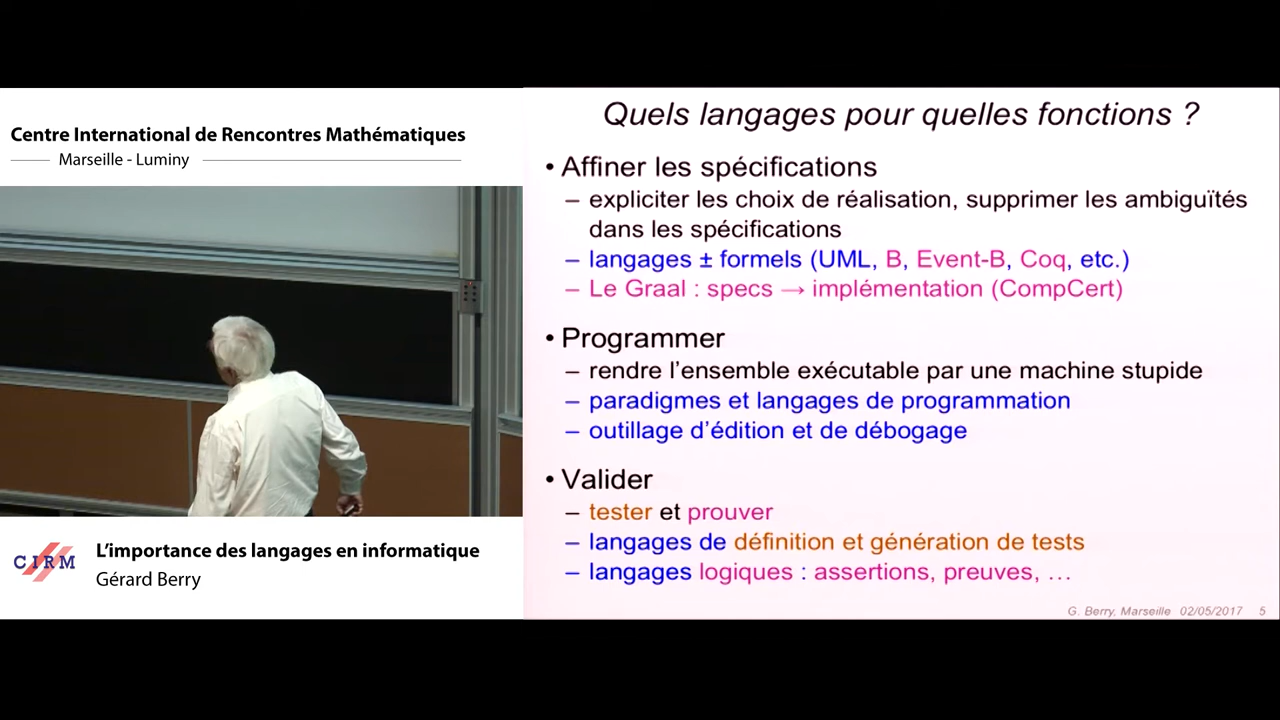 Centre International de Rencontres Mathématiques
Marseille - Luminy
CIRM
L'importance des langages en informatique
Gérard Berry
Quels langages pour quelles fonctions ?
• Affiner les spécifications
– expliciter les choix de réalisation, supprimer les ambiguïtés
dans les spécifications
– langages ± formels (UML, B, Event-B, Coq, etc.)
– Le Graal : specs → implémentation (CompCert)
• Programmer
– rendre l'ensemble exécutable par une machine stupide
– paradigmes et langages de programmation
– outillage d'édition et de débogage
• Valider
– tester et prouver
– langages de définition et génération de tests
– langages logiques : assertions, preuves, …
G. Berry, Marseille 02/05/2017 5